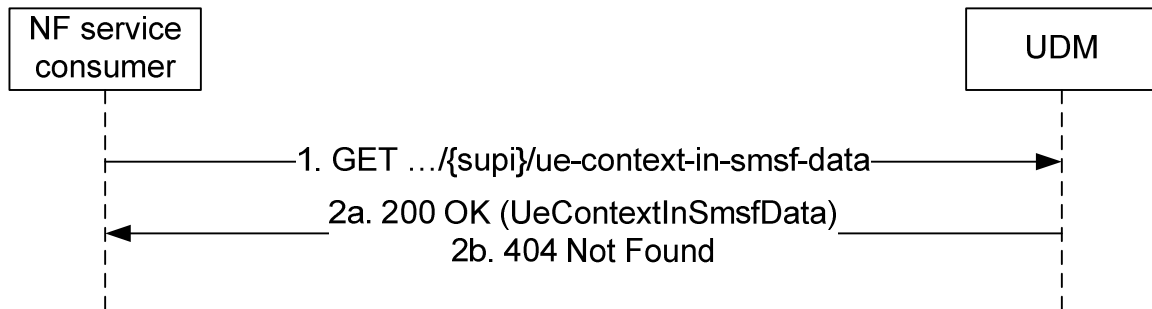 NF service
consumer
UDM
1. GET …/{supi}/ue-context-in-smsf-data
2a. 200 OK (UeContextInSmsfData)
2b. 404 Not Found